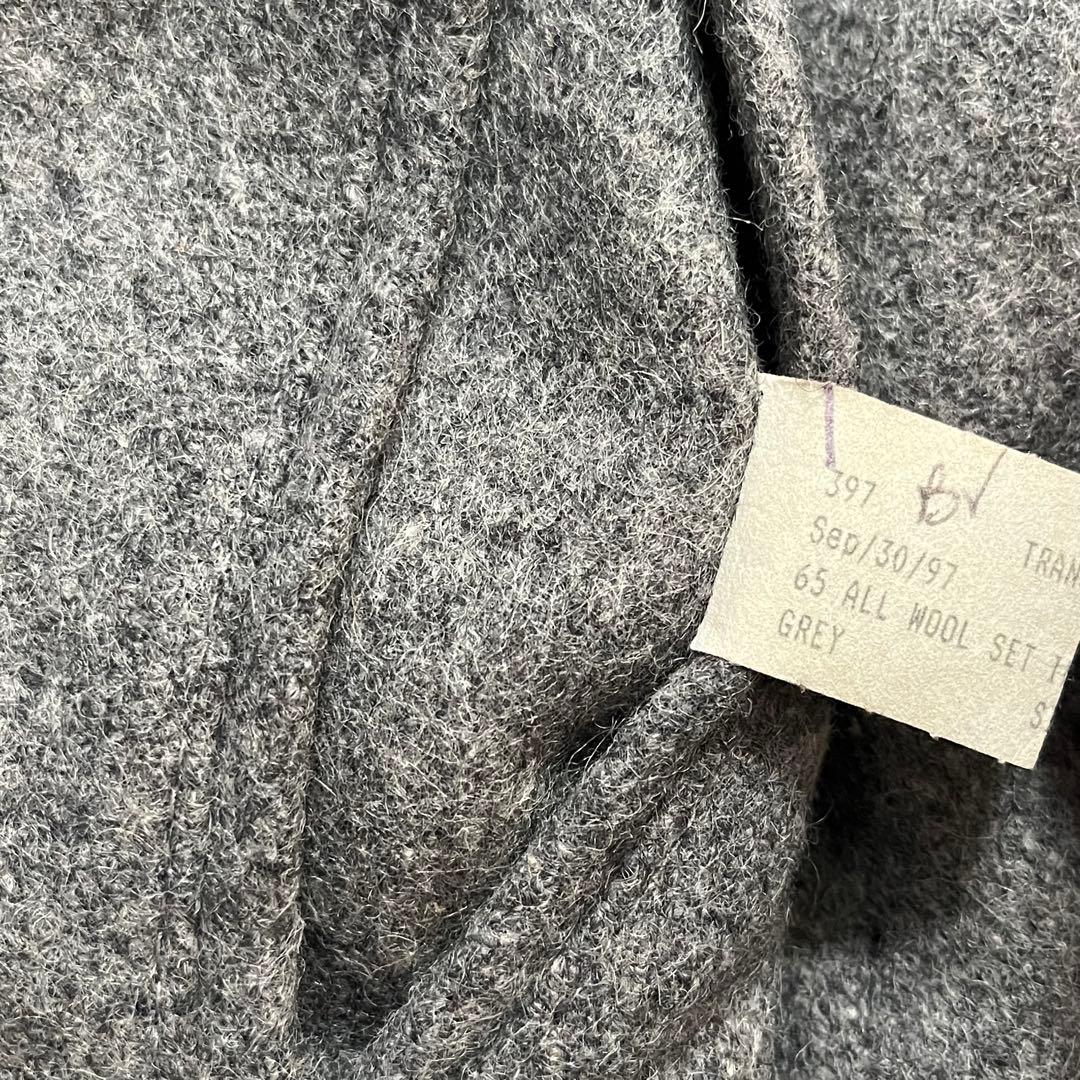 397
Sep/30/97 TRAN
65 ALL WOOL SET
GREY